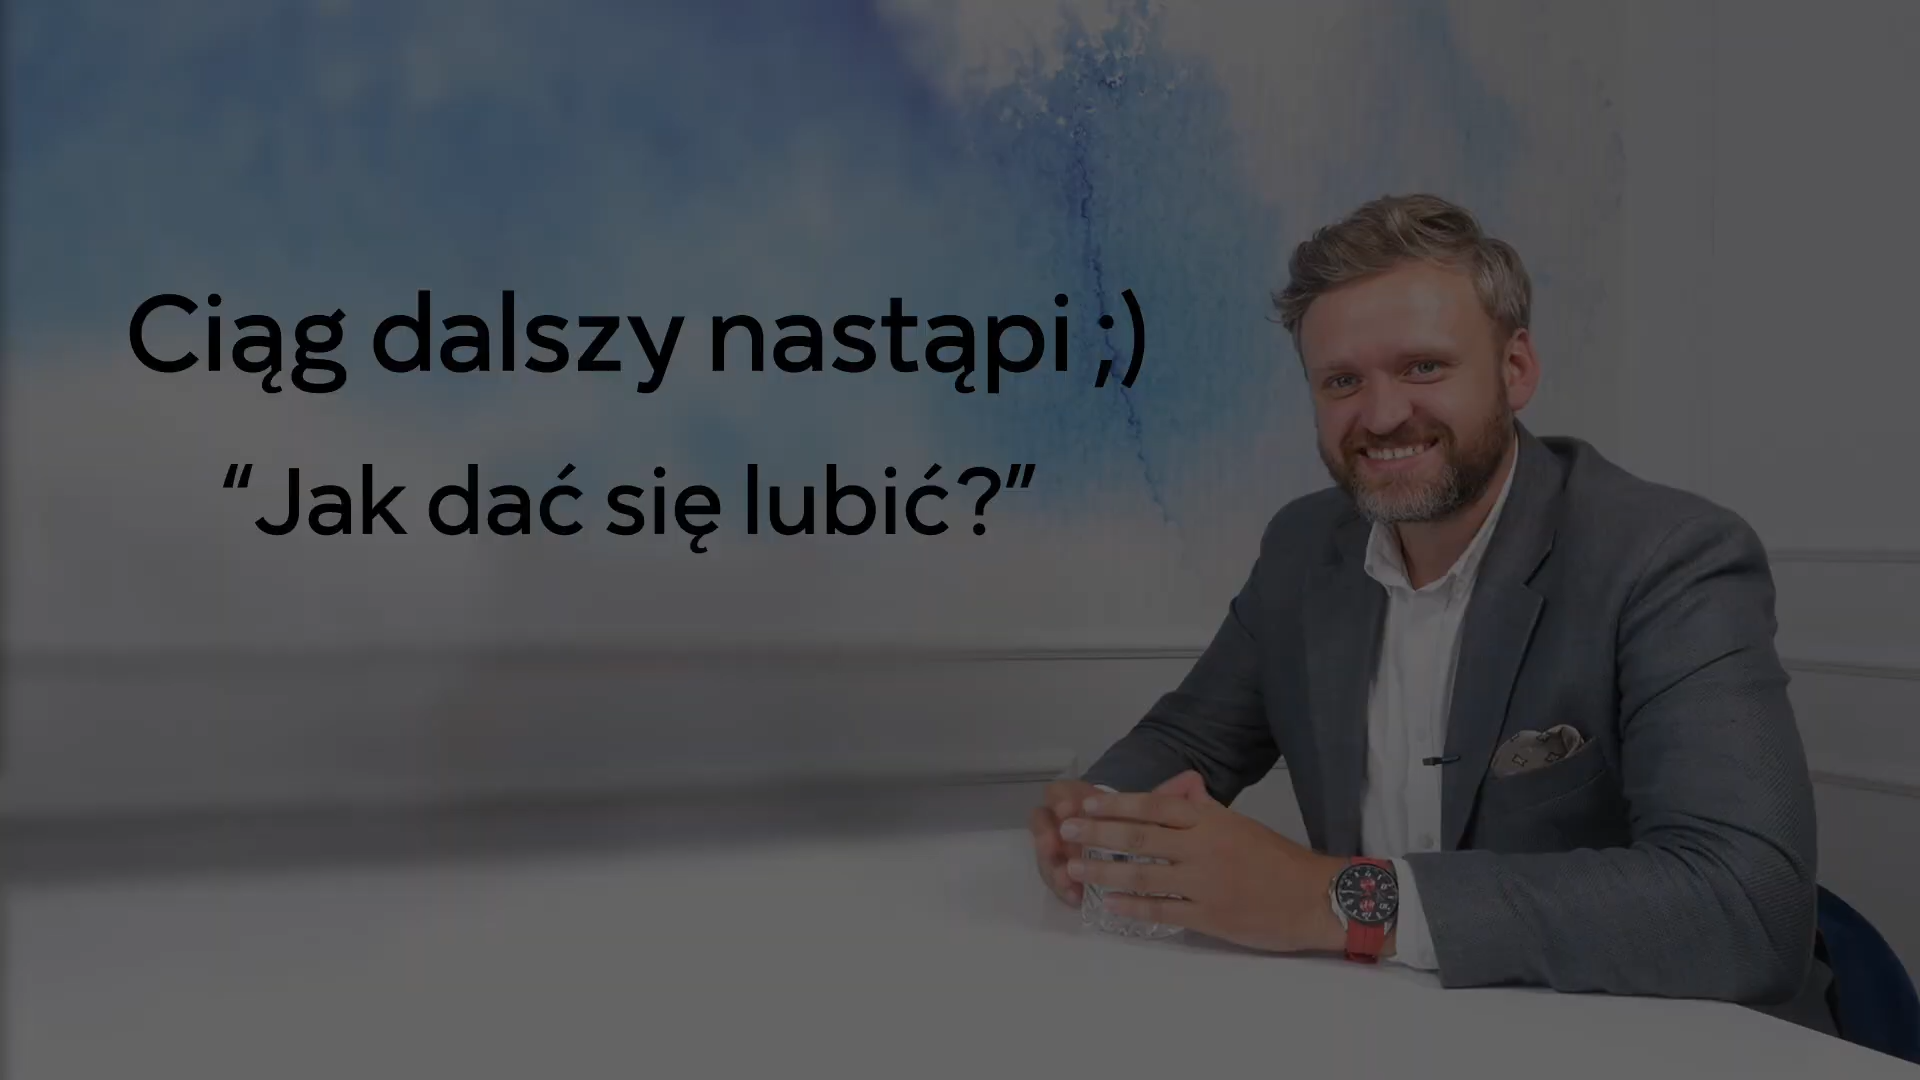 Ciąg dalszy nastąpi ;)
“Jak dać się lubić?”